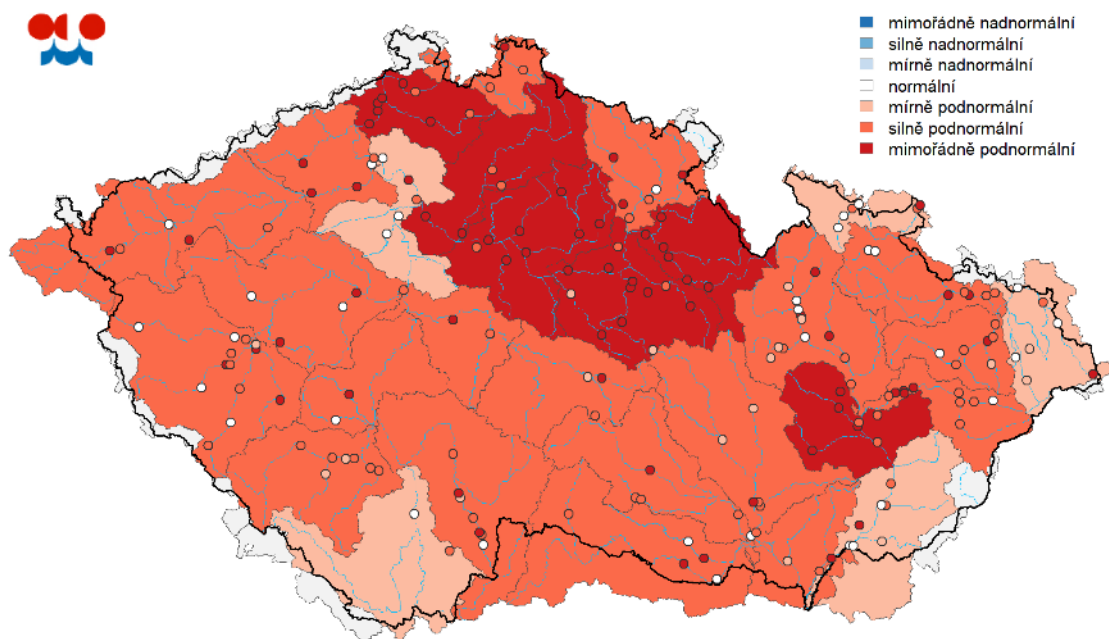 mimořádně nadnormální
silně nadnormální
mírně nadnormální
normální
mírně podnormální
silně podnormální
mimořádně podnormální